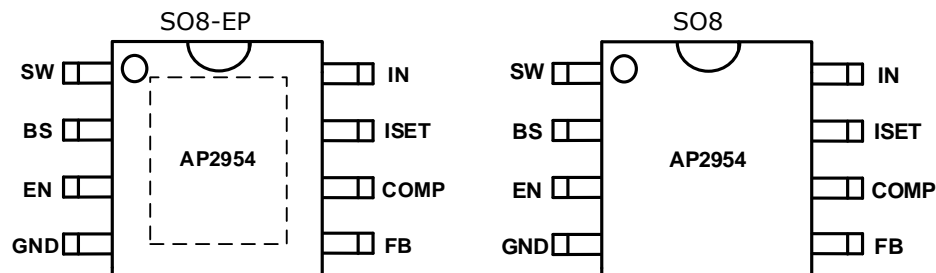 SO8-EP SO8
SW IN SW IN
BS ISET BS ISET
AP2954 AP2954
EN COMP EN COMP
GND FB GND FB